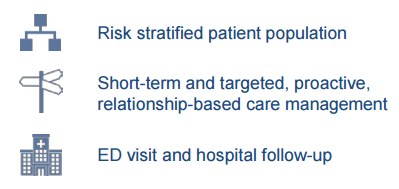 Risk stratified patient population
Short-term and targeted, proactive,
relationship-based care management
ED visit and hospital follow-up